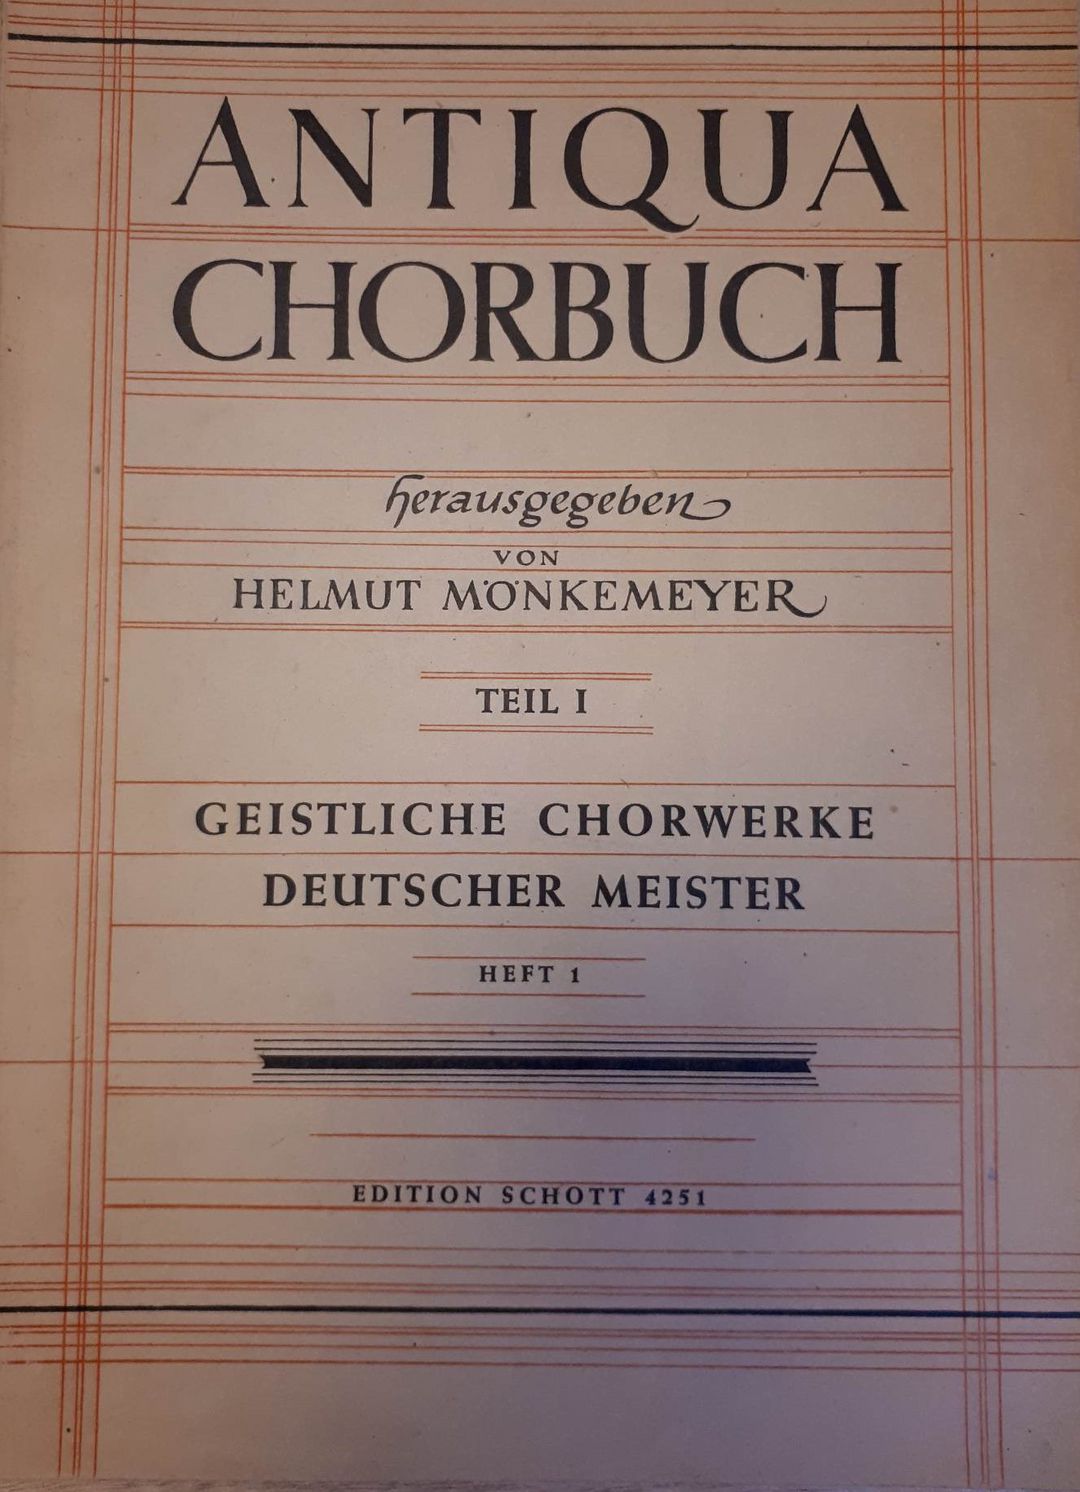 ANTIQUA
CHORBUCH
herausgegeben
VON
HELMUT MÖNKEMEYER
TEIL I
GEISTLICHE CHORWERKE
DEUTSCHER MEISTER
HEFT 1
EDITION SCHOTT 4251